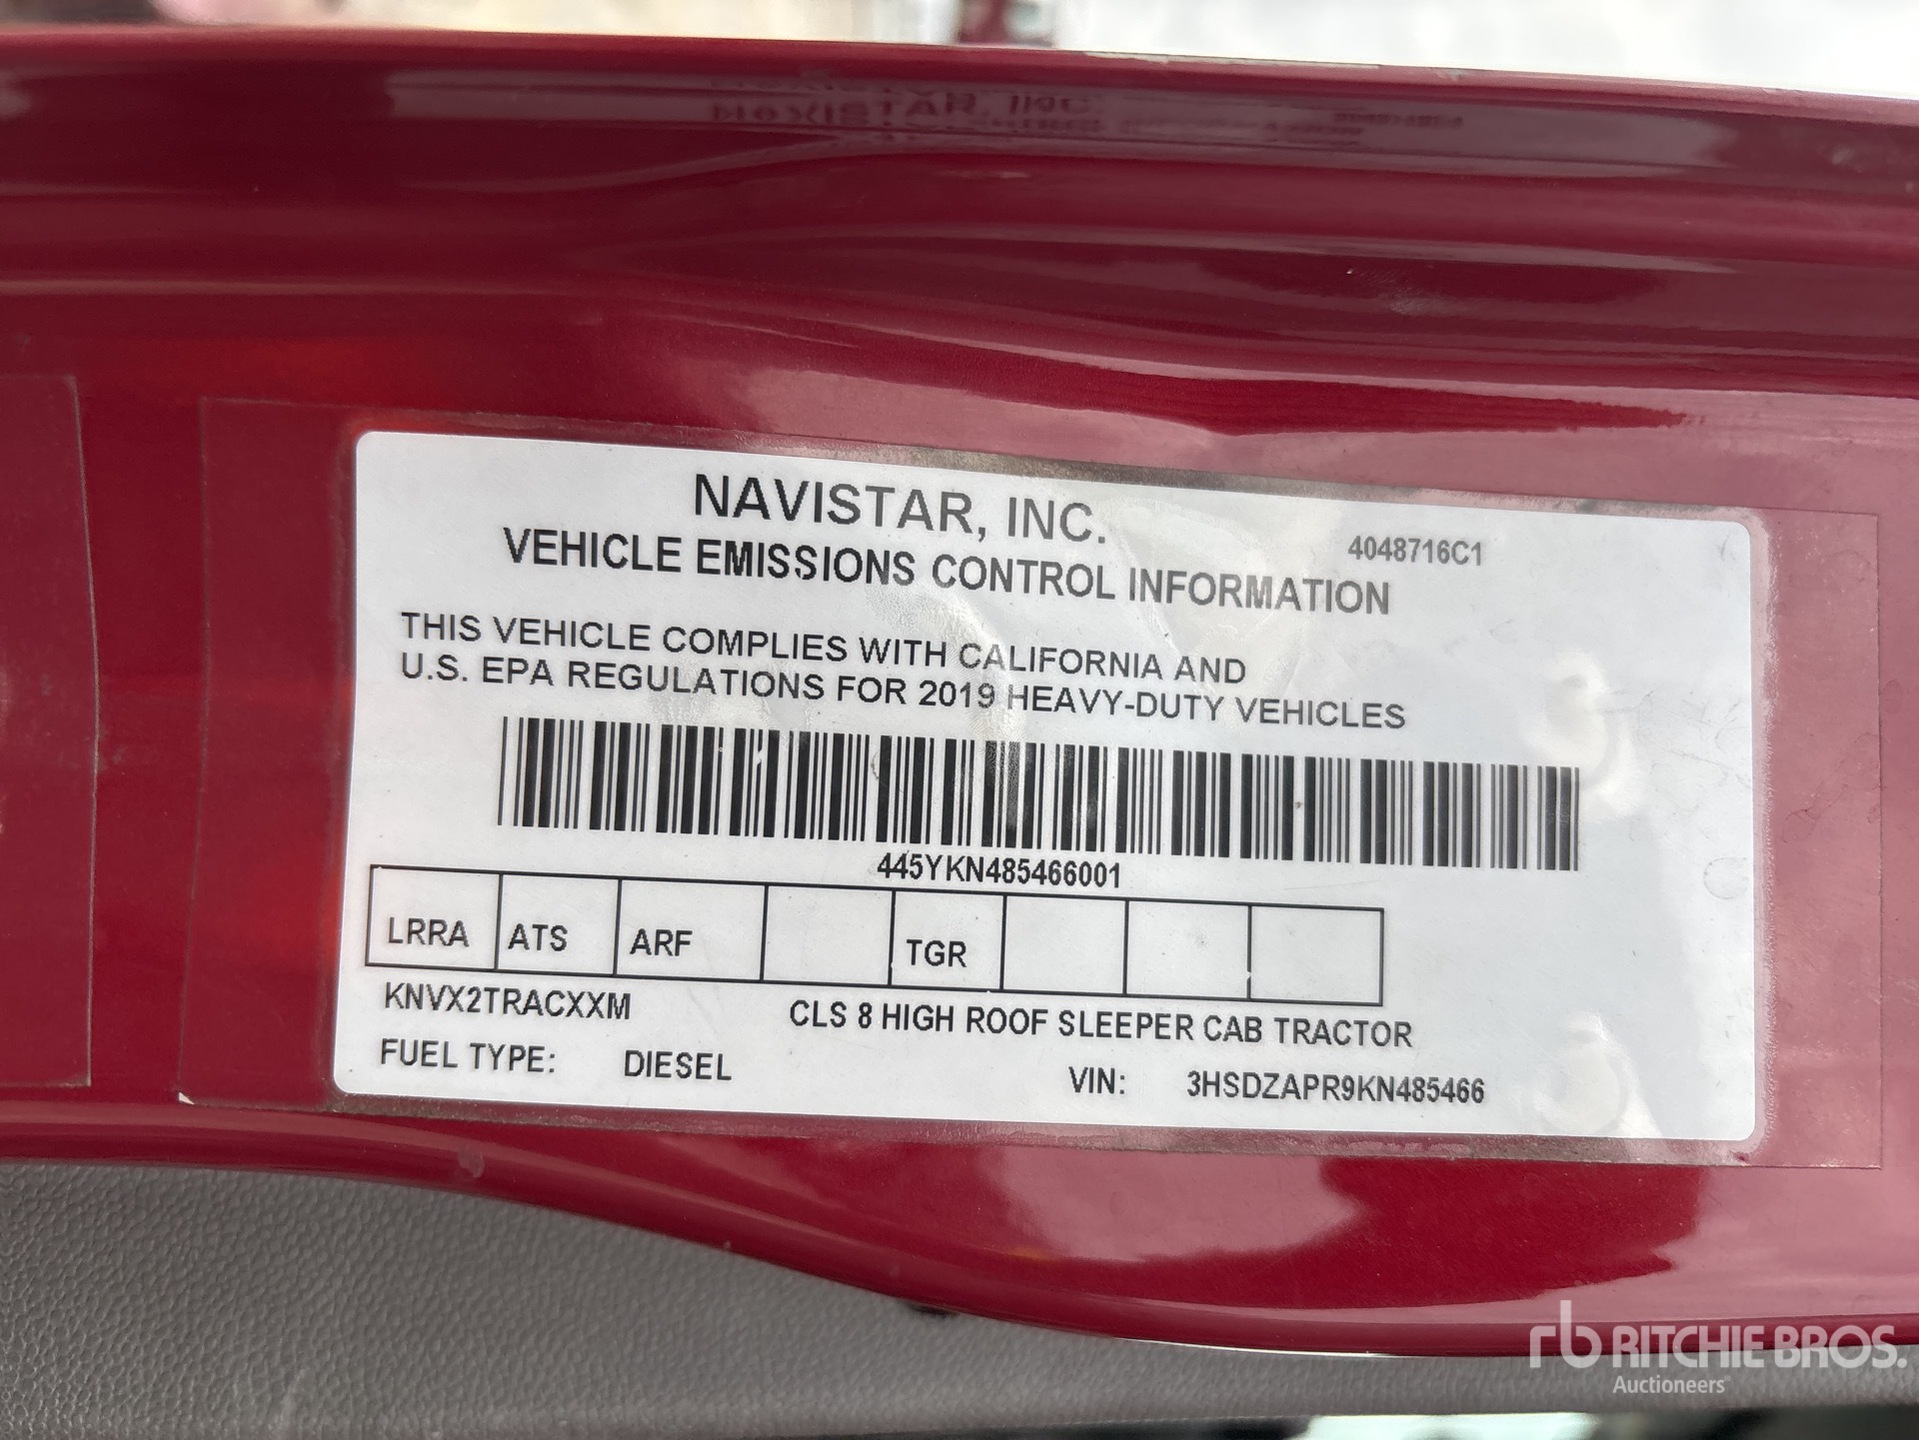 NAVISTAR, INC.
4048716C1
VEHICLE EMISSIONS CONTROL INFORMATION
THIS VEHICLE COMPLIES WITH CALIFORNIA AND
U.S. EPA REGULATIONS FOR 2019 HEAVY-DUTY VEHICLES
445YKN485466001
LRRA ATS ARF TGR
KNVX2TRACXXM CLS 8 HIGH ROOF SLEEPER CAB TRACTOR
FUEL TYPE: DIESEL VIN: 3HSDZAPR9KN485466
rb RITCHIE BROS.
Auctioneers